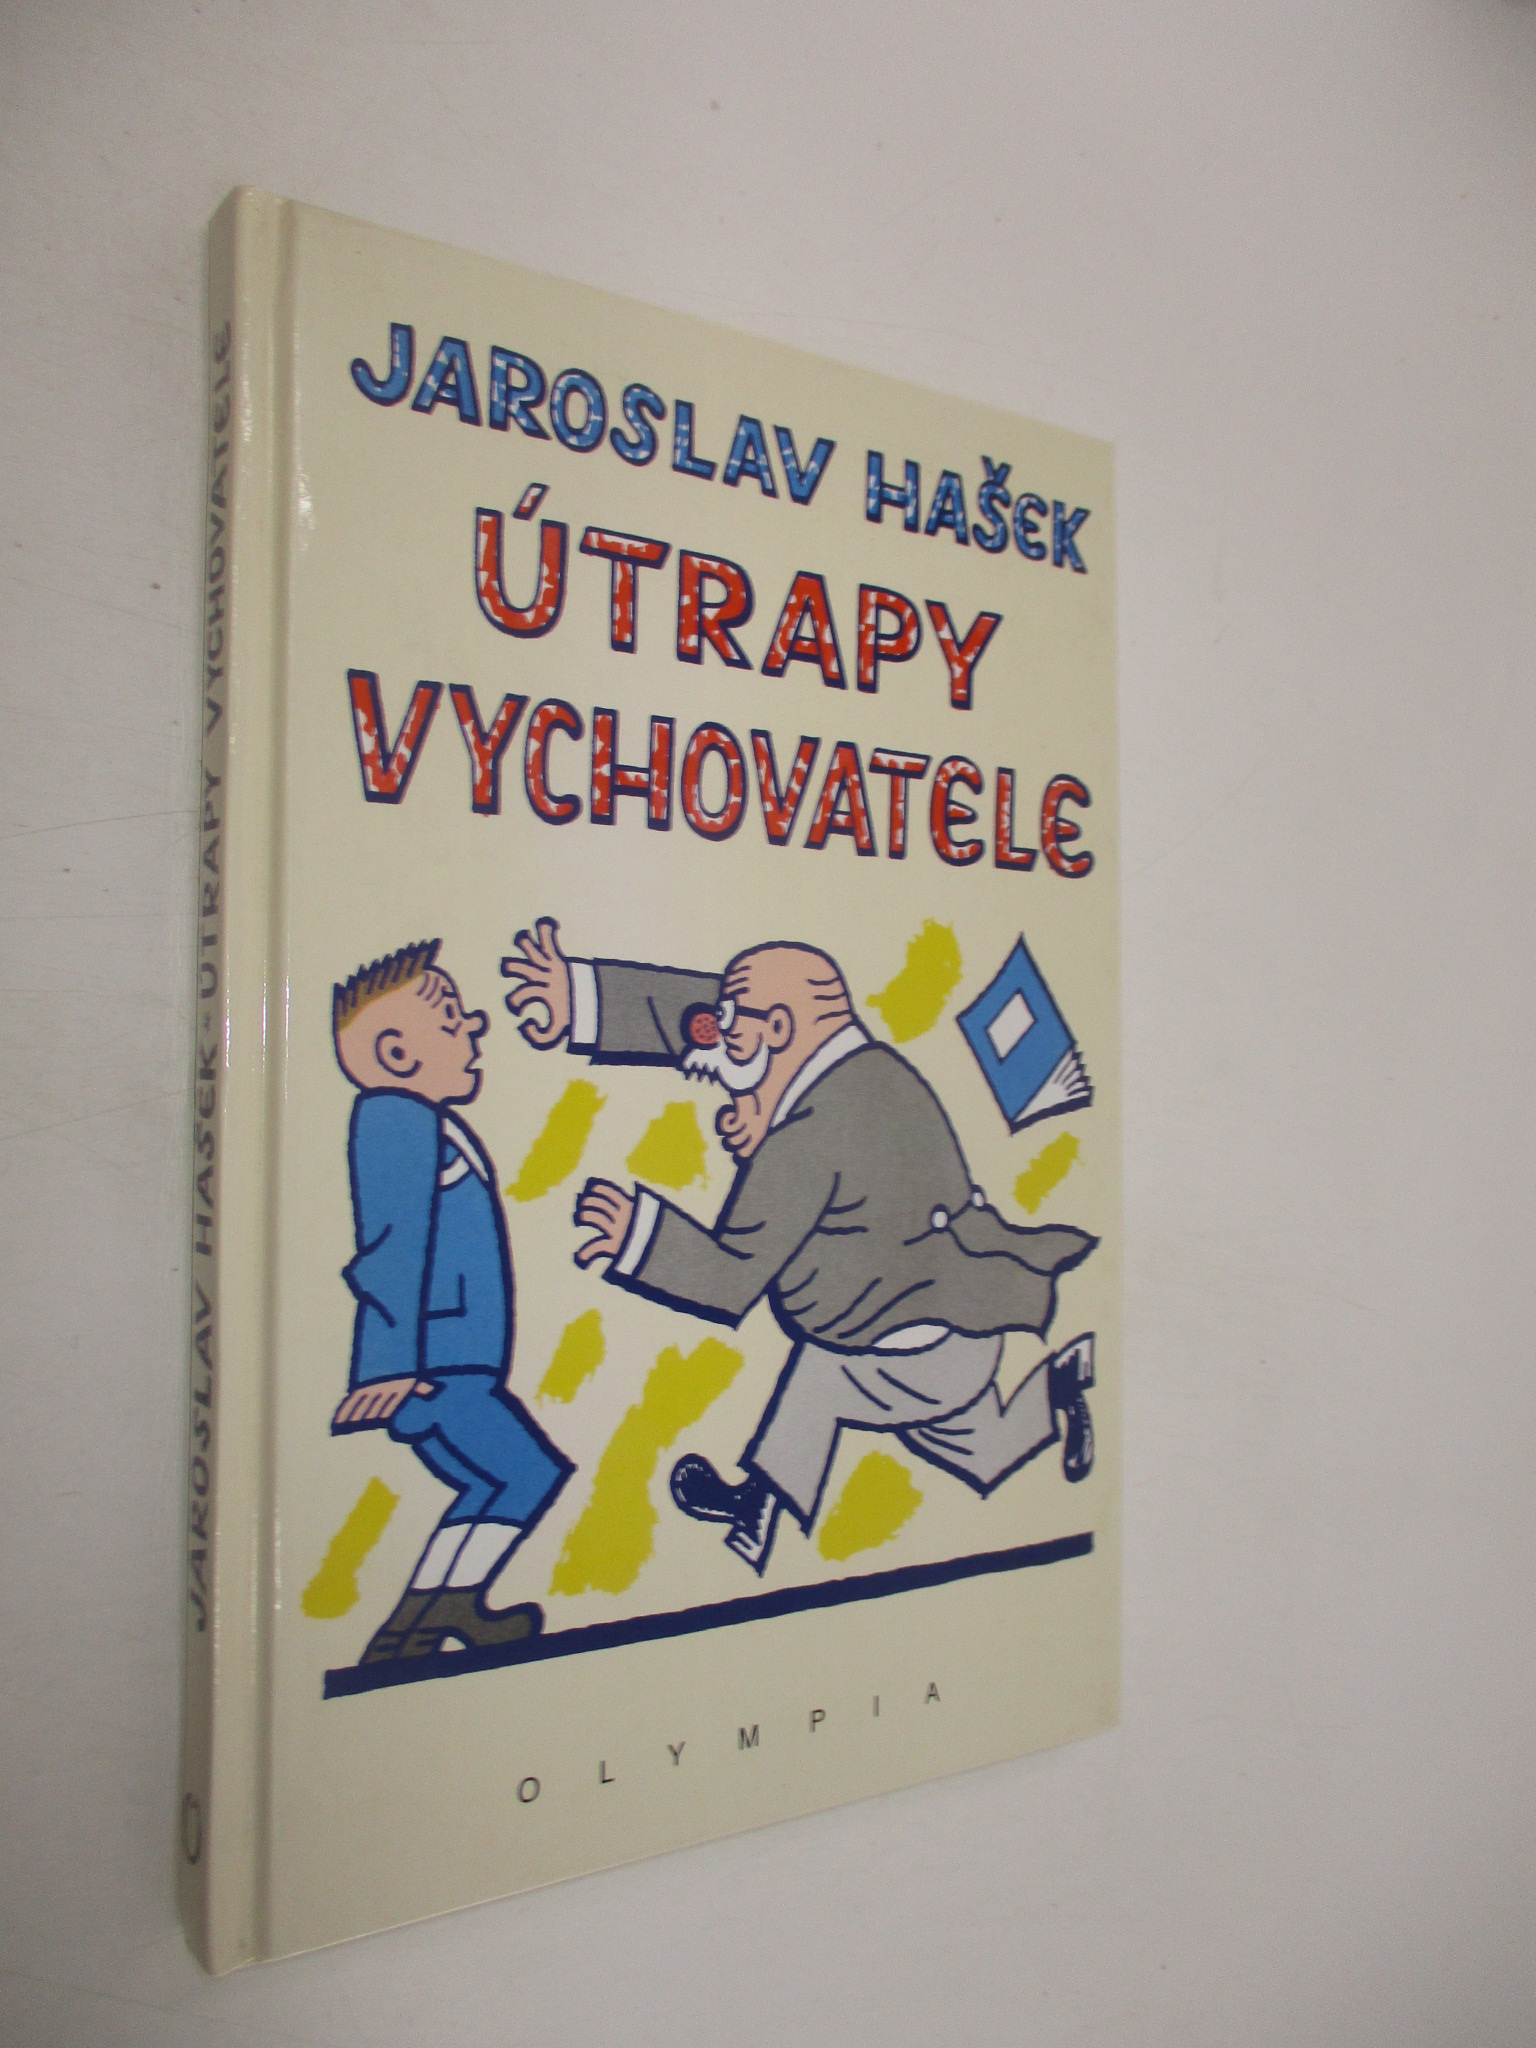 JAROSLAV HAŠEK
ÚTRAPY
VYCHOVATELE
OLYMPIA
JAROSLAV HAŠEK • ÚTRAPY VYCHOVATELE